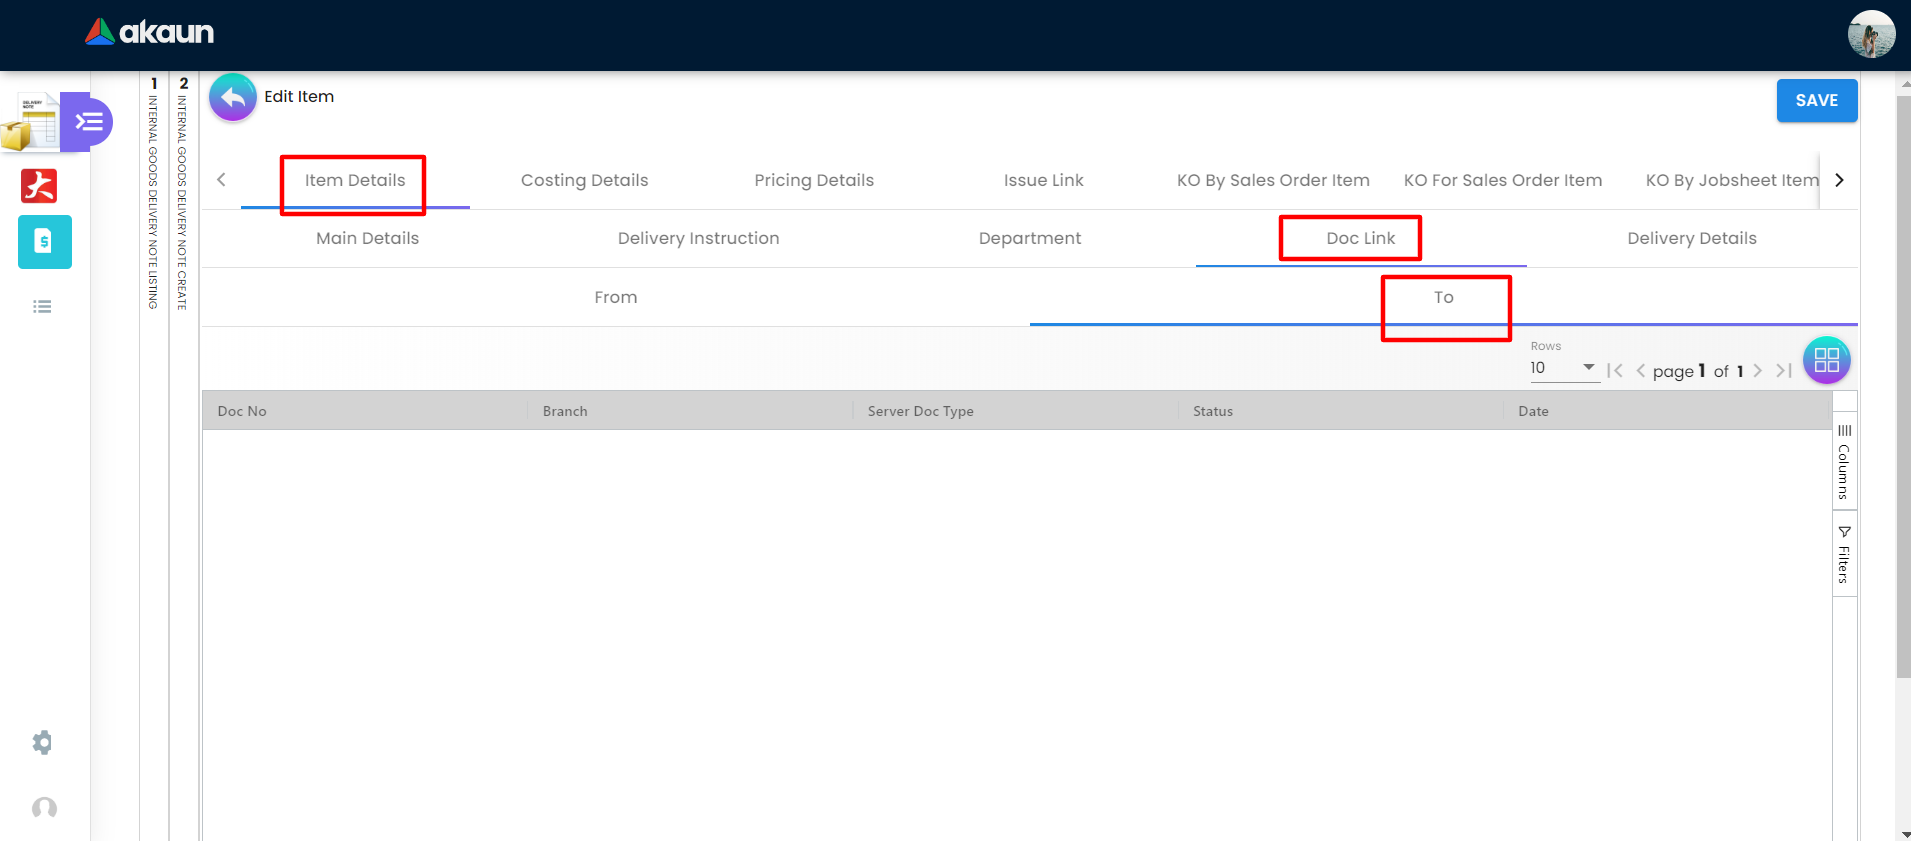 akaun
DELIVERY
NOTE
1 INTERNAL GOODS DELIVERY NOTE LISTING
2 INTERNAL GOODS DELIVERY NOTE CREATE
Edit Item
SAVE
Item Details Costing Details Pricing Details Issue Link KO By Sales Order Item KO For Sales Order Item KO By Jobsheet Item
Main Details Delivery Instruction Department Doc Link Delivery Details
From To
Rows
10 page 1 of 1
Doc No Branch Server Doc Type Status Date
Columns
Filters